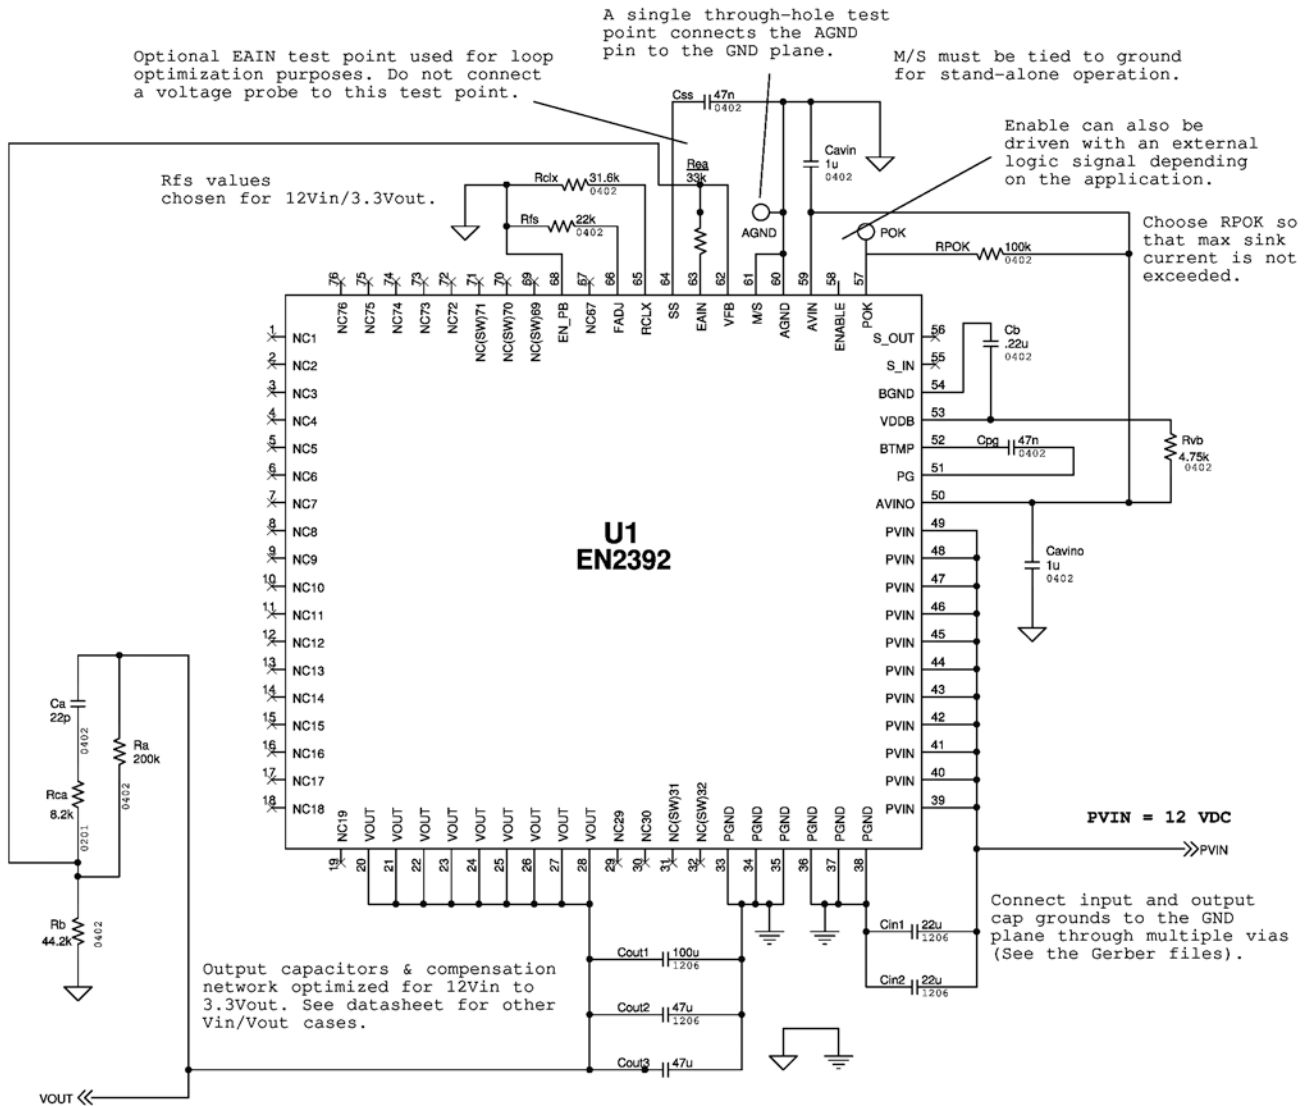 A single through-hole test
point connects the AGND
pin to the GND plane.
Optional EAIN test point used for loop
optimization purposes. Do not connect
a voltage probe to this test point.
M/S must be tied to ground
for stand-alone operation.
Css
47n
0402
Enable can also be
driven with an external
logic signal depending
on the application.
Cavin
1u
0402
Rfs values
chosen for 12Vin/3.3Vout.
Rclx
31.6k
0402
Rea
33k
Rfs
22k
0402
AGND
POK
Choose RPOK so
that max sink
current is not
exceeded.
RPOK
100k
0402
76
75
74
73
72
71
70
69
68
67
66
65
64
63
62
61
60
59
58
57
NC76
NC75
NC74
NC73
NC72
NC(SW)71
NC(SW)70
NC(SW)69
EN_PB
NC67
FADJ
RCLX
SS
EAIN
VFB
M/S
AGND
AVIN
ENABLE
POK
1 NC1
2 NC2
3 NC3
4 NC4
5 NC5
6 NC6
7 NC7
8 NC8
9 NC9
10 NC10
11 NC11
12 NC12
13 NC13
14 NC14
15 NC15
16 NC16
17 NC17
18 NC18
U1
EN2392
S_OUT 56
S_IN 55
BGND 54
VDDB 53
BTMP 52
PG 51
AVINO 50
PVIN 49
PVIN 48
PVIN 47
PVIN 46
PVIN 45
PVIN 44
PVIN 43
PVIN 42
PVIN 41
PVIN 40
PVIN 39
Cb
.22u
0402
Cpg
47n
0402
Rvb
4.75k
0402
Cavino
1u
0402
Ca
22p
0402
Ra
200k
0402
Rca
8.2k
0201
Rb
44.2k
0402
NC19
VOUT
VOUT
VOUT
VOUT
VOUT
VOUT
VOUT
VOUT
VOUT
NC29
NC30
NC(SW)31
NC(SW)32
PGND
PGND
PGND
PGND
PGND
PGND
19
20
21
22
23
24
25
26
27
28
29
30
31
32
33
34
35
36
37
38
PVIN = 12 VDC
PVIN
Connect input and output
cap grounds to the GND
plane through multiple vias
(See the Gerber files).
Cin1
22u
1206
Cin2
22u
1206
Output capacitors & compensation
network optimized for 12Vin to
3.3Vout. See datasheet for other
Vin/Vout cases.
Cout1
100u
1206
Cout2
47u
1206
Cout3
47u
VOUT